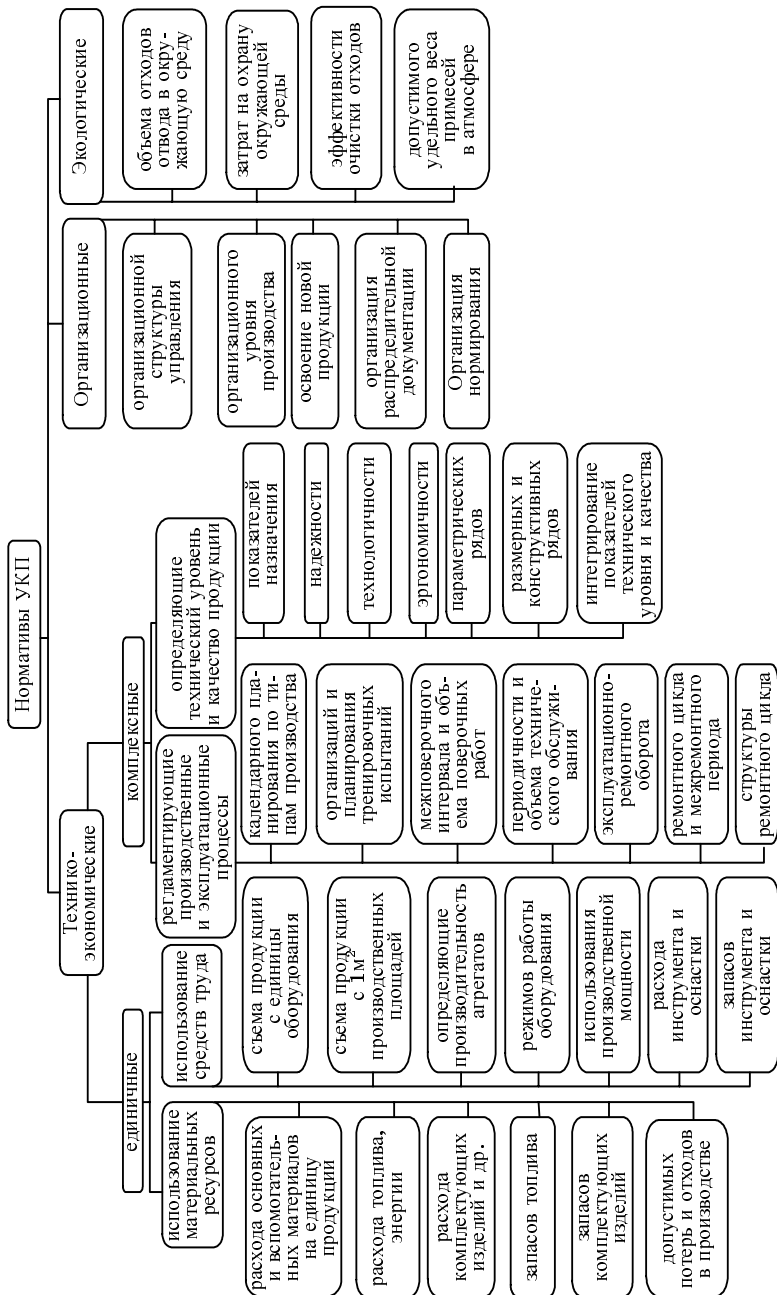 Нормативы УКП
Технико-
экономические
Организационные
Экологические
единичные
комплексные
использование
материальных
ресурсов
использование
средств труда
регламентирующие
производственные
и эксплуатационные
процессы
определяющие
технический уровень
и качество продукции
расхода основных
и вспомогатель-
ных материалов
на единицу
продукции
расхода топлива,
энергии
расхода
комплектующих
изделий и др.
запасов топлива
запасов
комплектующих
изделий
допустимых
потерь и отходов
в производстве
съема продукции
с единицы
оборудования
съема продукции
с 1м²
производственных
площадей
определяющие
производительность
агрегатов
режимов работы
оборудования
использования
производственной
мощности
расхода
инструмента и
оснастки
запасов
инструмента и
оснастки
календарного пла-
нирования по ти-
пам производства
организаций и
планирования
тренировочных
испытаний
межповерочного
интервала и объ-
ема поверочных
работ
периодичности и
объема техниче-
ского обслужи-
вания
эксплуатационно-
ремонтного
оборота
ремонтного цикла
и межремонтного
периода
структуры
ремонтного цикла
показателей
назначения
надежности
технологичности
эргономичности
параметрических
рядов
размерных и
конструктивных
рядов
интегрирование
показателей
технического
уровня и качества
организационной
структуры
управления
организационного
уровня
производства
освоение новой
продукции
организация
распределительной
документации
Организация
нормирования
объема отходов
отвода в окру-
жающую среду
затрат на охрану
окружающей
среды
эффективности
очистки отходов
допустимого
удельного веса
примесей
в атмосфере